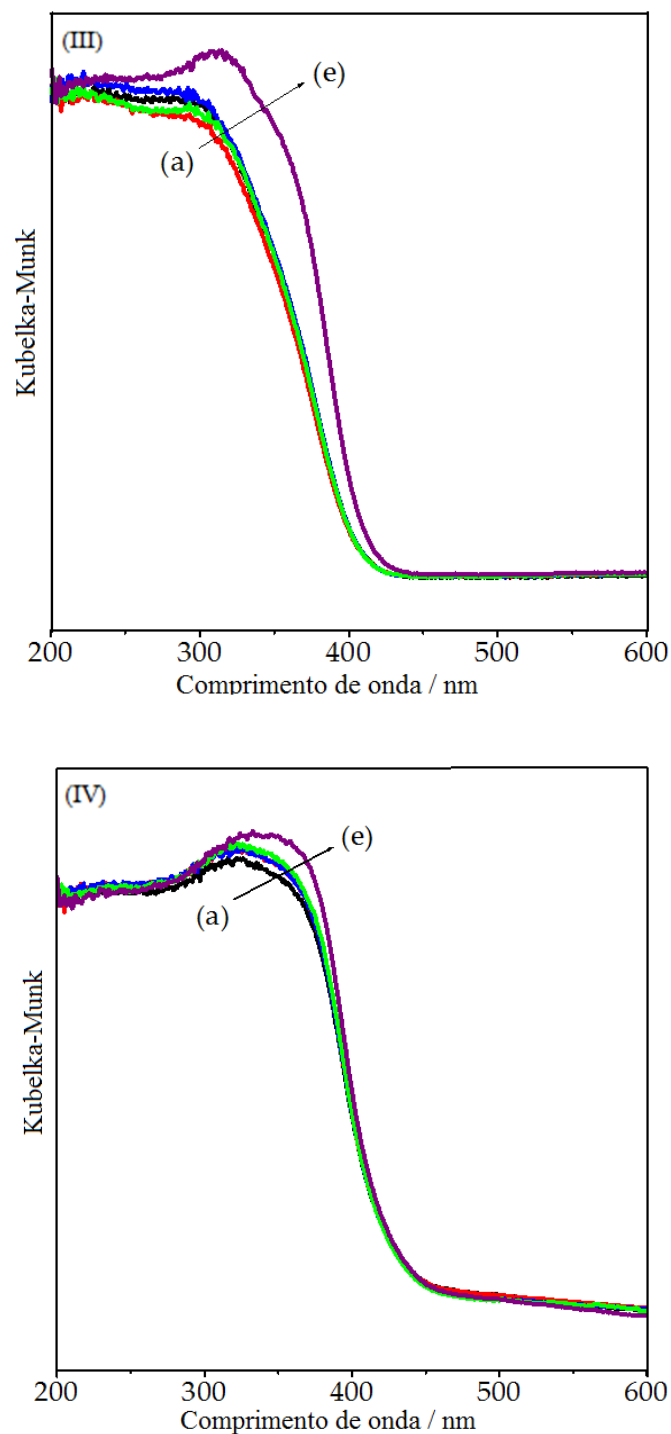 (III)
(e)
(a)
Kubelka-Munk
200 300 400 500 600
Comprimento de onda / nm
(IV)
(e)
(a)
Kubelka-Munk
200 300 400 500 600
Comprimento de onda / nm